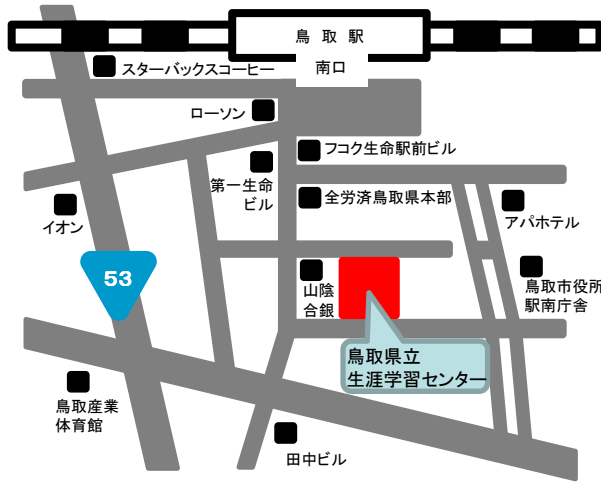 鳥取駅
南口
スターバックスコーヒー
ローソン
フコク生命駅前ビル
第一生命
ビル
全労済鳥取県本部
イオン
アパホテル
53
山陰
合銀
鳥取市役所
駅南庁舎
鳥取県立
生涯学習センター
鳥取産業
体育館
田中ビル